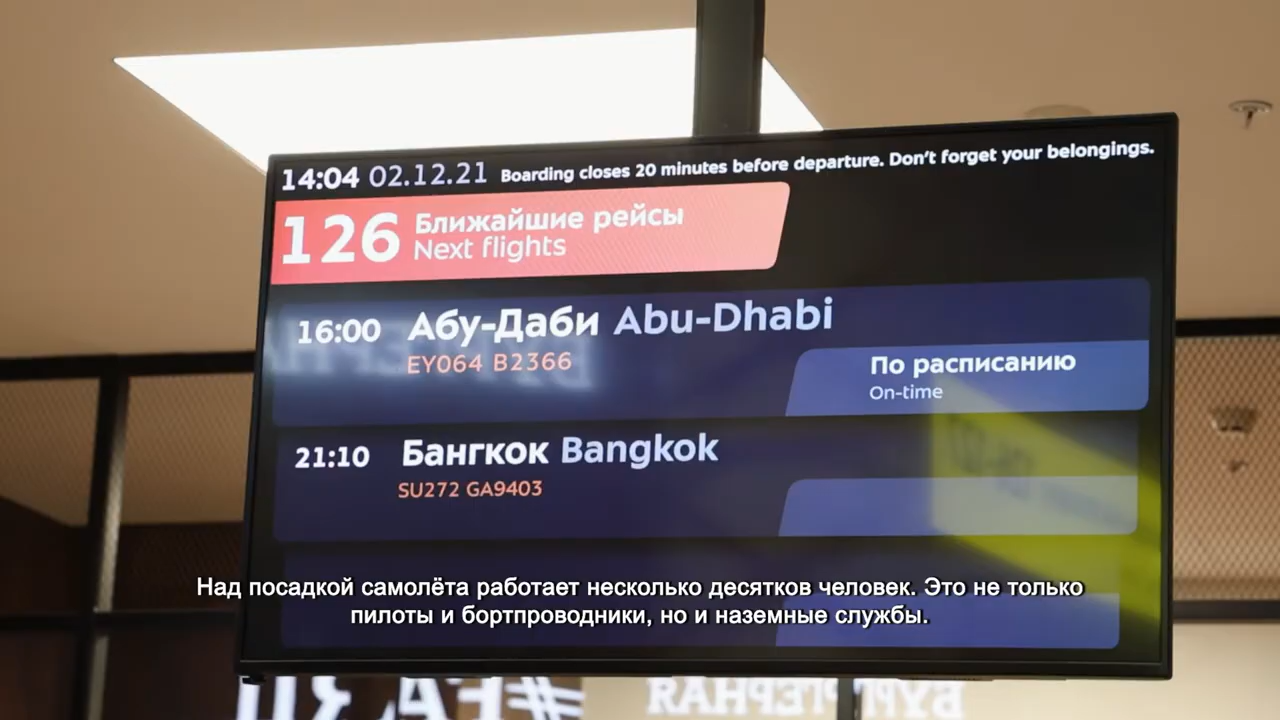 14:04 02.12.21 Boarding closes 20 minutes before departure. Don't forget your belongings.
126 Ближайшие рейсы
Next flights
16:00 Абу-Даби Abu-Dhabi
EY064 B2366
По расписанию
On-time
21:10 Бангкок Bangkok
SU272 GA9403
Над посадкой самолёта работает несколько десятков человек. Это не только
пилоты и бортпроводники, но и наземные службы.